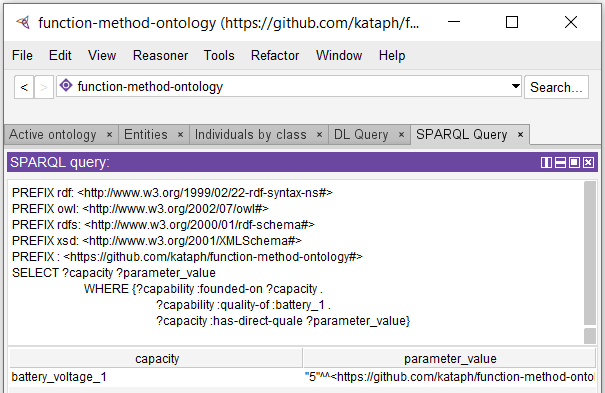 function-method-ontology (https://github.com/kataph/f...
File Edit View Reasoner Tools Refactor Window Help
< > function-method-ontology Search...
Active ontology × Entities × Individuals by class × DL Query × SPARQL Query ×
SPARQL query:
PREFIX rdf: <http://www.w3.org/1999/02/22-rdf-syntax-ns#>
PREFIX owl: <http://www.w3.org/2002/07/owl#>
PREFIX rdfs: <http://www.w3.org/2000/01/rdf-schema#>
PREFIX xsd: <http://www.w3.org/2001/XMLSchema#>
PREFIX : <https://github.com/kataph/function-method-ontology#>
SELECT ?capacity ?parameter_value
WHERE {?capability :founded-on ?capacity .
?capability :quality-of :battery_1 .
?capacity :has-direct-quale ?parameter_value}
capacity parameter_value
battery_voltage_1 "5"^^<https://github.com/kataph/function-method-ontol